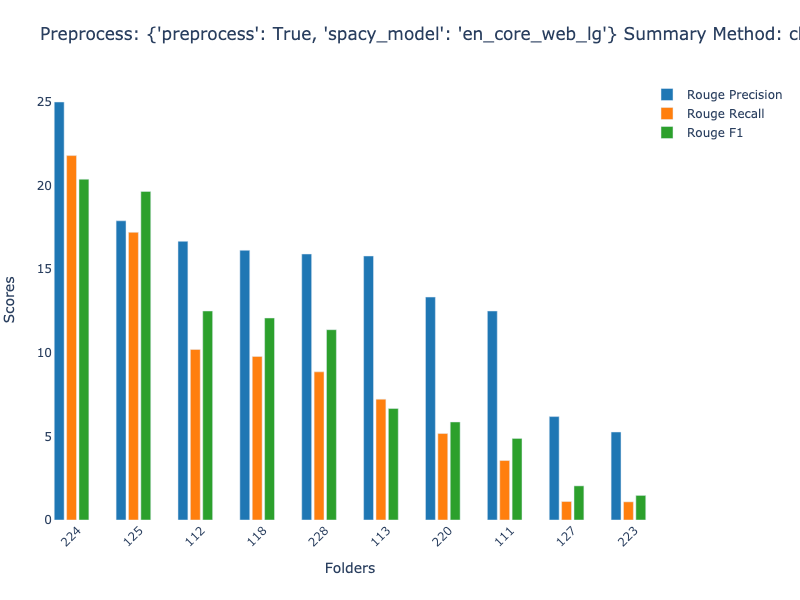 Preprocess: {'preprocess': True, 'spacy_model': 'en_core_web_lg'} Summary Method:
Rouge Precision
Rouge Recall
Rouge F1
Scores
25
20
15
10
5
0
224 125 112 118 228 113 220 111 127 223
Folders